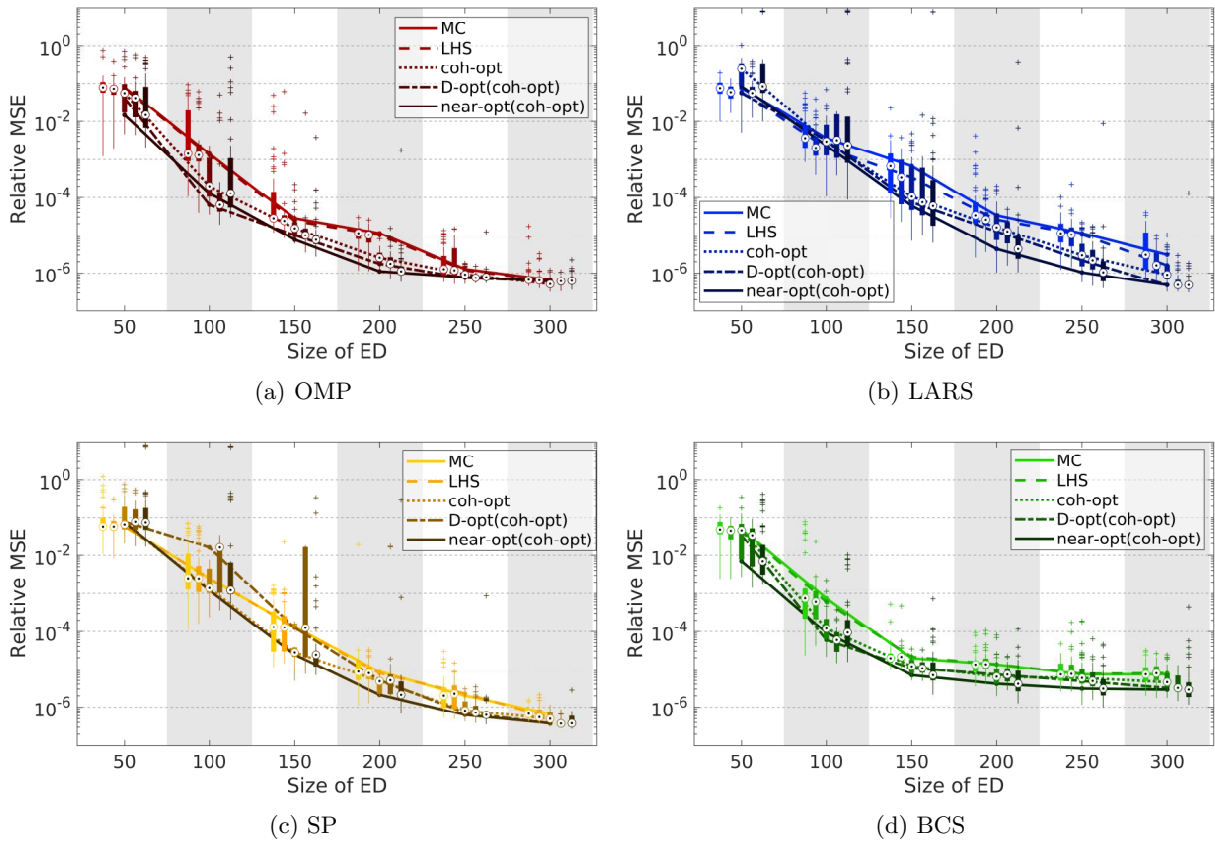 Relative MSE
10^0
10^-2
10^-4
10^-5
50 100 150 200 250 300
Size of ED
MC
LHS
coh-opt
D-opt(coh-opt)
near-opt(coh-opt)
(a) OMP
Relative MSE
10^0
10^-2
10^-4
10^-5
50 100 150 200 250 300
Size of ED
MC
LHS
coh-opt
D-opt(coh-opt)
near-opt(coh-opt)
(b) LARS
Relative MSE
10^0
10^-2
10^-4
10^-5
50 100 150 200 250 300
Size of ED
MC
LHS
coh-opt
D-opt(coh-opt)
near-opt(coh-opt)
(c) SP
Relative MSE
10^0
10^-2
10^-4
10^-5
50 100 150 200 250 300
Size of ED
MC
LHS
coh-opt
D-opt(coh-opt)
near-opt(coh-opt)
(d) BCS